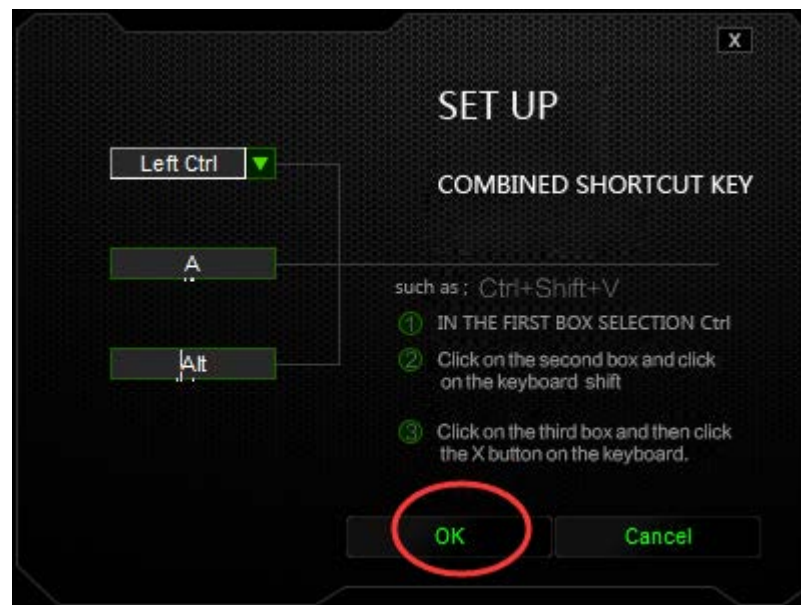 X
SET UP
Left Ctrl
COMBINED SHORTCUT KEY
A
such as : Ctrl+Shift+V
① IN THE FIRST BOX SELECTION Ctrl
Alt
② Click on the second box and click
on the keyboard shift
③ Click on the third box and then click
the X button on the keyboard.
OK
Cancel